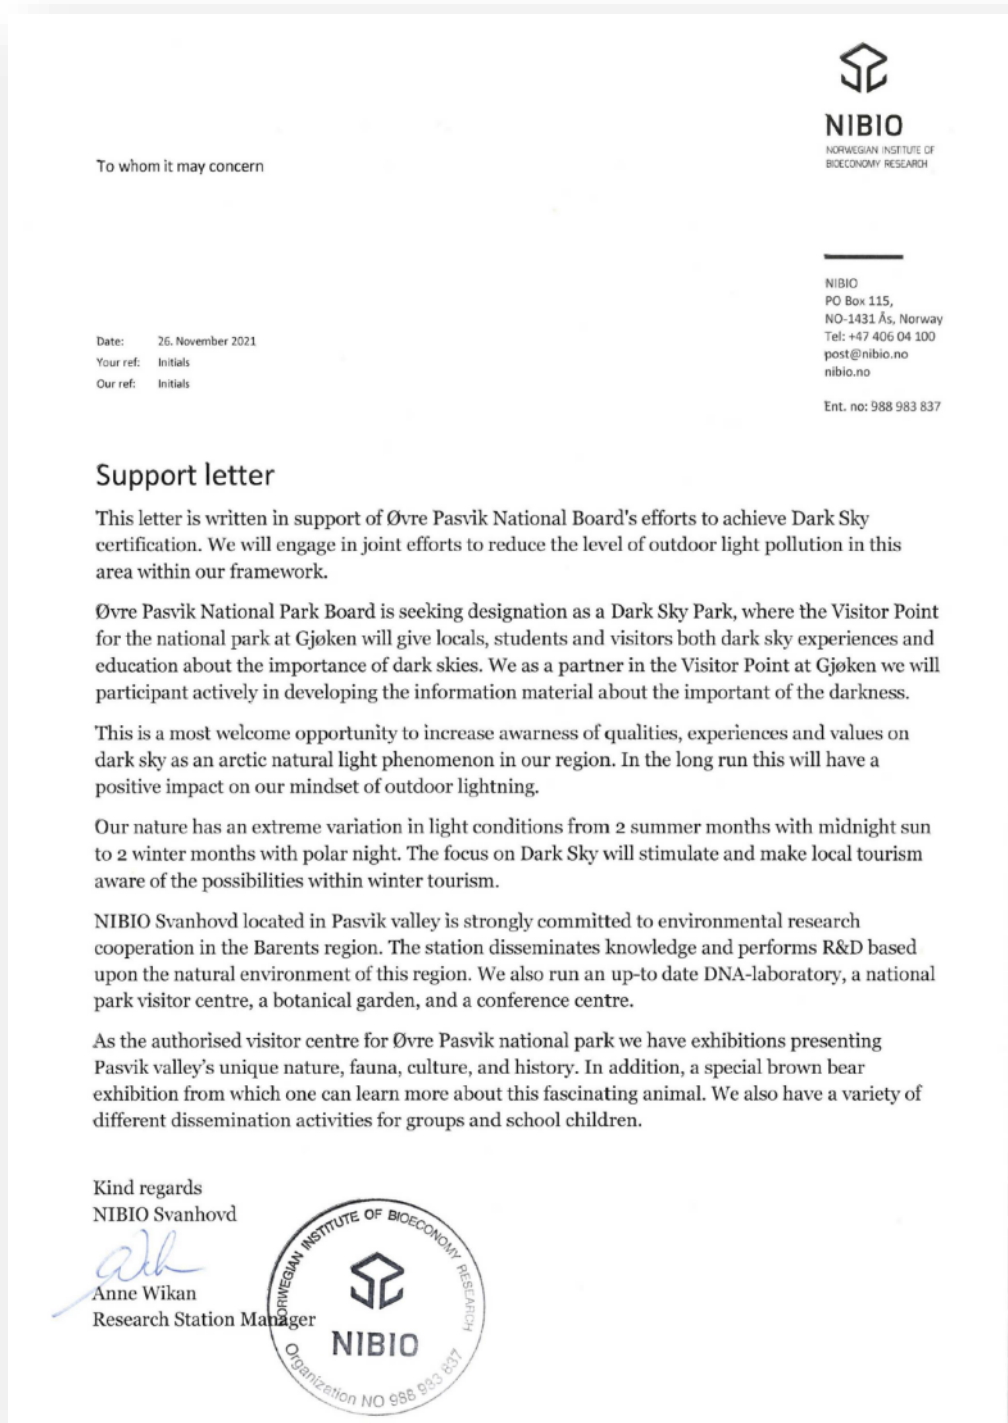 NIBIO
NORWEGIAN INSTITUTE OF
BIOECONOMY RESEARCH
To whom it may concern
NIBIO
PO Box 115,
NO-1431 Ås, Norway
Tel: +47 406 04 100
post@nibio.no
nibio.no
Ent. no: 988 983 837
Date: 26. November 2021
Your ref: Initials
Our ref: Initials
Support letter
This letter is written in support of Øvre Pasvik National Board's efforts to achieve Dark Sky
certification. We will engage in joint efforts to reduce the level of outdoor light pollution in this
area within our framework.
Øvre Pasvik National Park Board is seeking designation as a Dark Sky Park, where the Visitor Point
for the national park at Gjøken will give locals, students and visitors both dark sky experiences and
education about the importance of dark skies. We as a partner in the Visitor Point at Gjøken we will
participant actively in developing the information material about the important of the darkness.
This is a most welcome opportunity to increase awarness of qualities, experiences and values on
dark sky as an arctic natural light phenomenon in our region. In the long run this will have a
positive impact on our mindset of outdoor lightning.
Our nature has an extreme variation in light conditions from 2 summer months with midnight sun
to 2 winter months with polar night. The focus on Dark Sky will stimulate and make local tourism
aware of the possibilities within winter tourism.
NIBIO Svanhovd located in Pasvik valley is strongly committed to environmental research
cooperation in the Barents region. The station disseminates knowledge and performs R&D based
upon the natural environment of this region. We also run an up-to date DNA-laboratory, a national
park visitor centre, a botanical garden, and a conference centre.
As the authorised visitor centre for Øvre Pasvik national park we have exhibitions presenting
Pasvik valley's unique nature, fauna, culture, and history. In addition, a special brown bear
exhibition from which one can learn more about this fascinating animal. We also have a variety of
different dissemination activities for groups and school children.
Kind regards
NIBIO Svanhovd
Anne Wikan
Research Station Manager
NORWEGIAN INSTITUTE OF BIOECONOMY RESEARCH
NIBIO
Organization NO 988 983 837